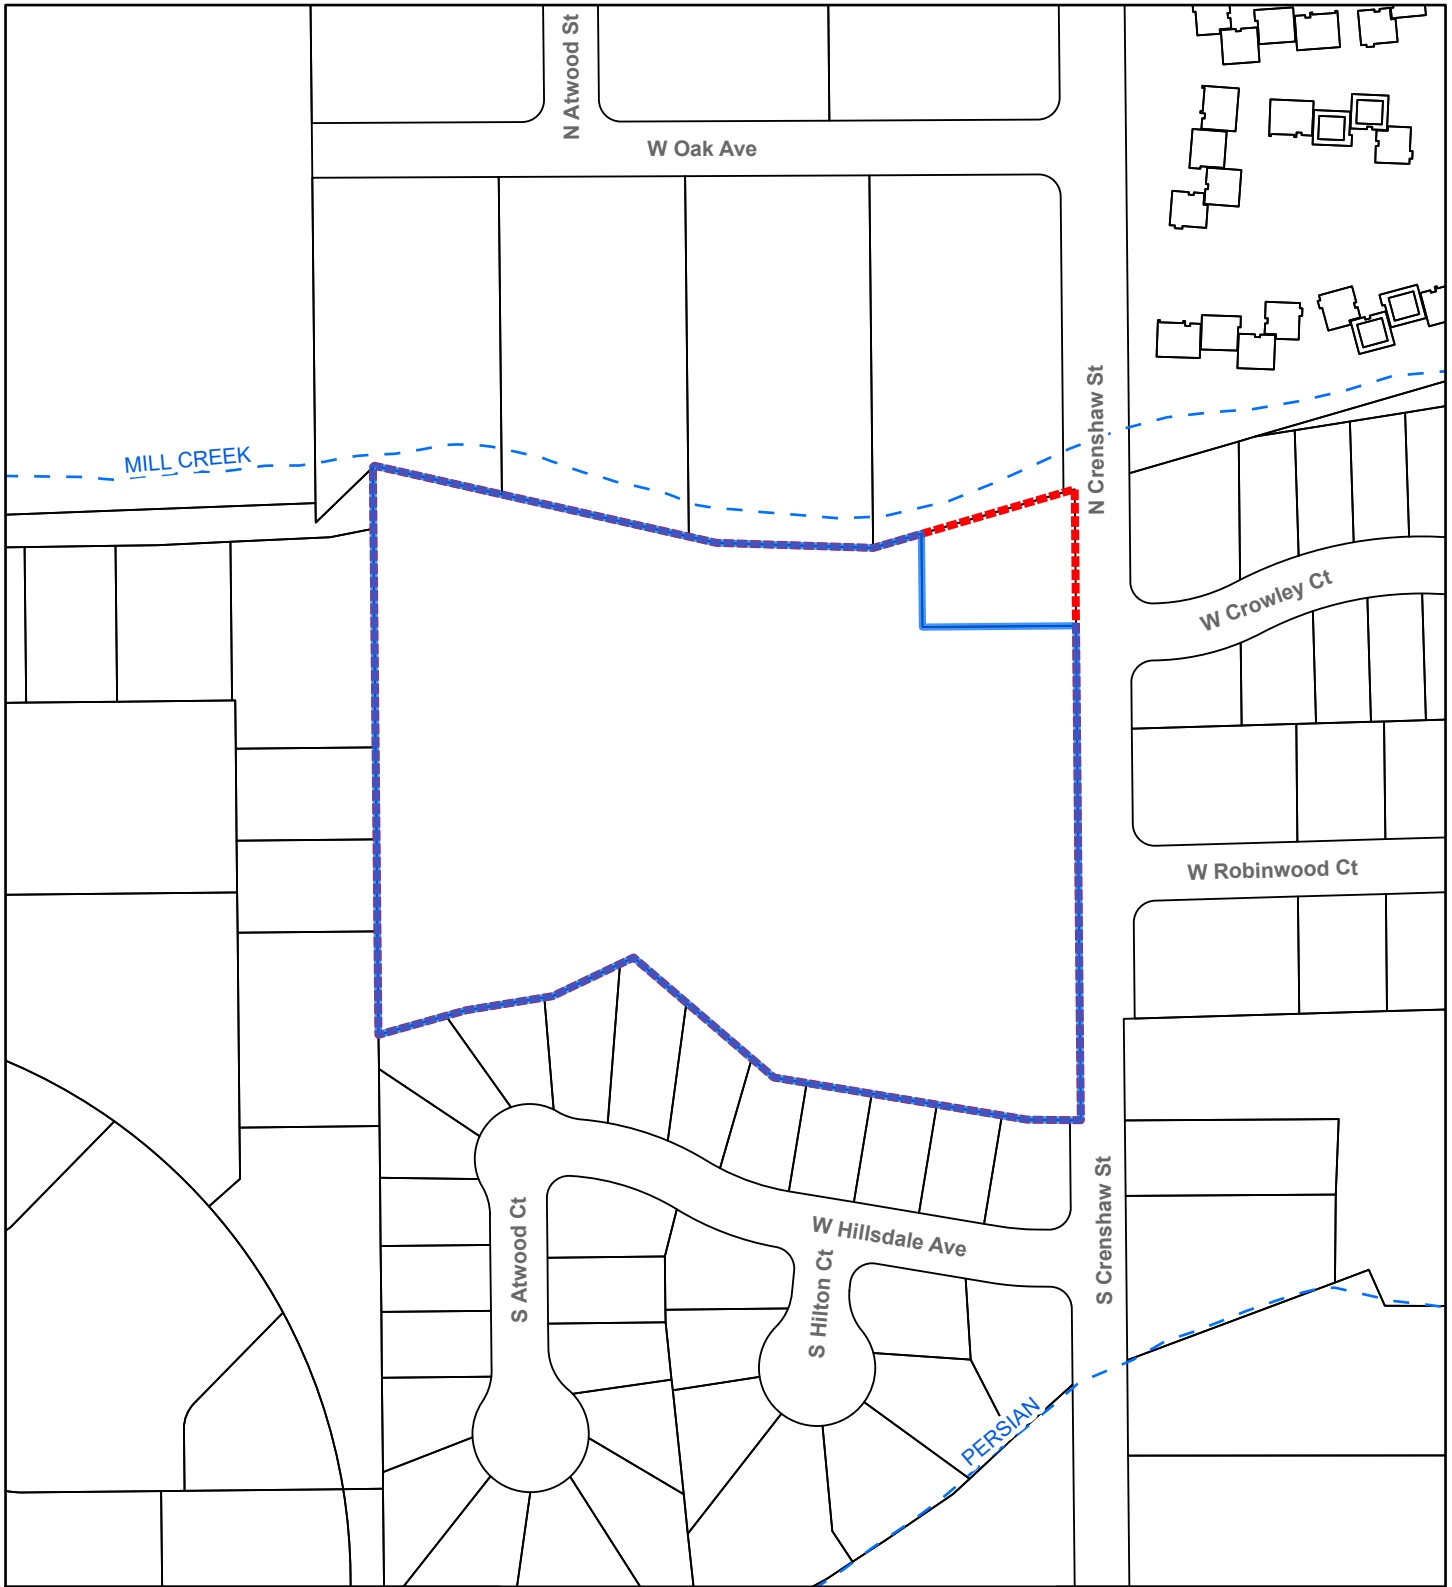 N Atwood St
W Oak Ave
N Crenshaw St
MILL CREEK
W Crowley Ct
W Robinwood Ct
S Crenshaw St
W Hillsdale Ave
S Atwood Ct
S Hilton Ct
PERSIAN